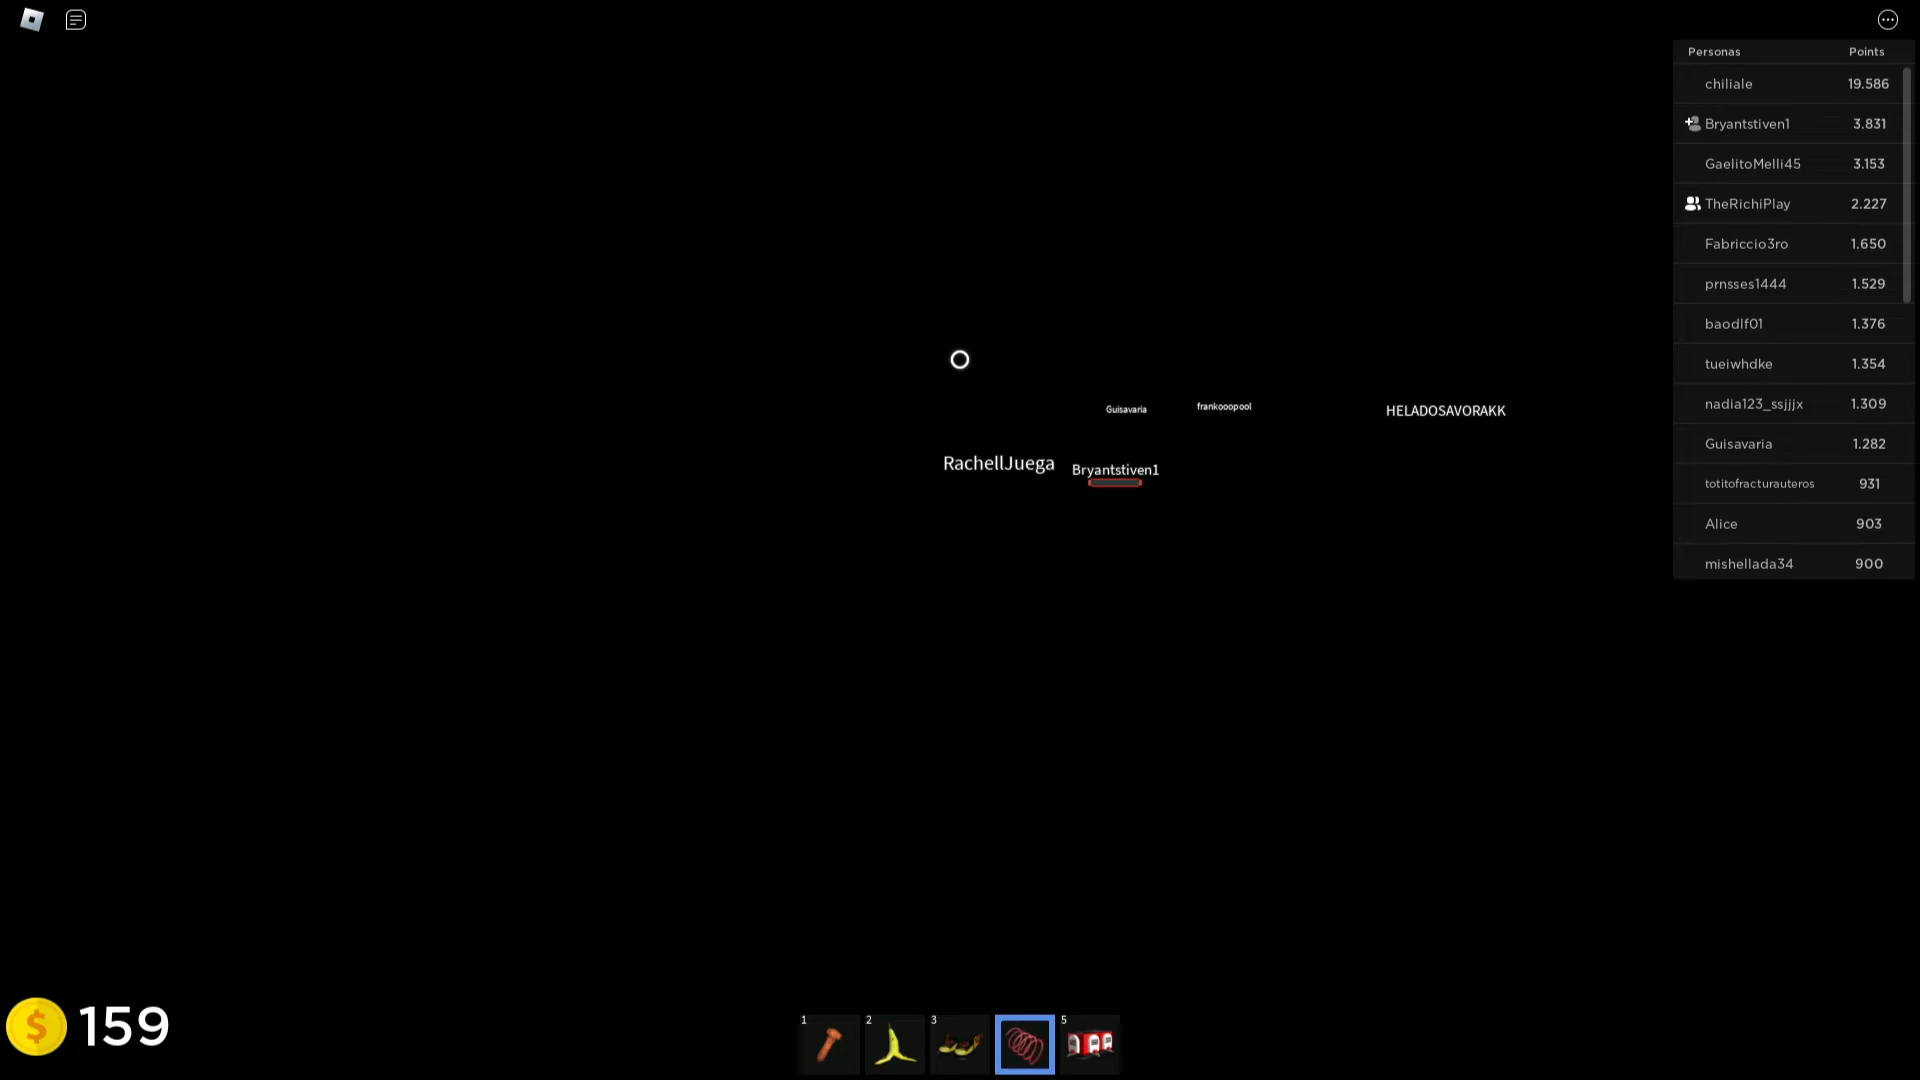 Personas Points
chiliale 19.586
Bryantstiven1 3.831
GaelitoMelli45 3.153
TheRichiPlay 2.227
Fabriccio3ro 1.650
prnsses1444 1.529
baodlf01 1.376
tueiwhdke 1.354
nadia123_ssjjjx 1.309
Guisavaria 1.282
totitofracturauteros 931
Alice 903
mishellada34 900
Guisavaria frankooopool HELADOSAVORAKK
RachellJuega Bryantstiven1
$ 159
1 2 3 5